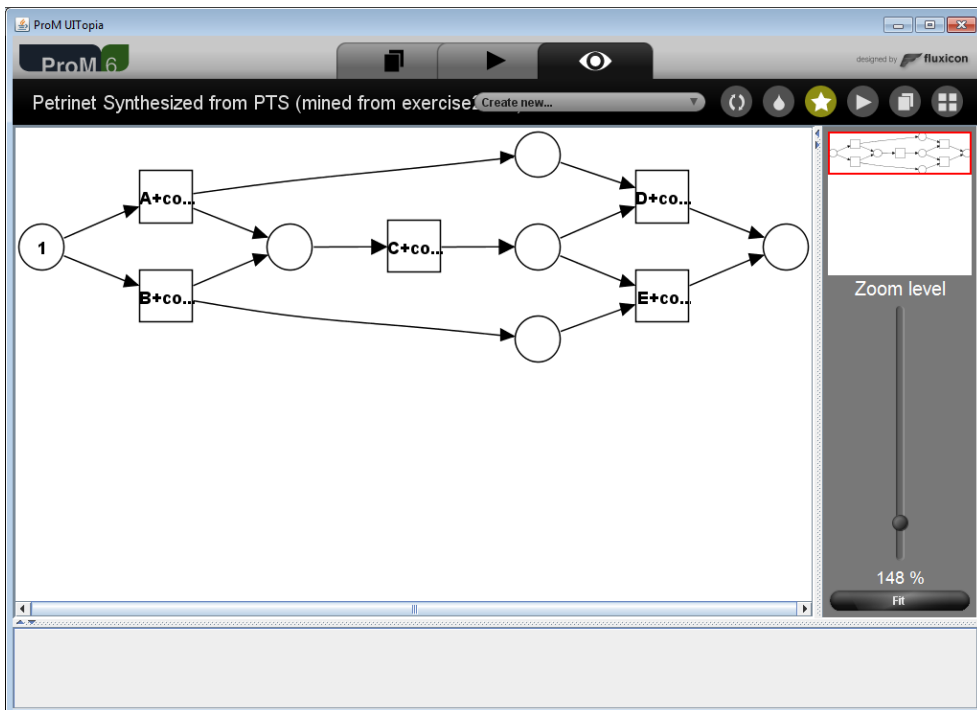 ProM UITopia
ProM 6
designed by fluxicon
Petrinet Synthesized from PTS (mined from exercise
Create new...
A+co...
D+co...
1
C+co...
B+co...
E+co...
Zoom level
148 %
Fit